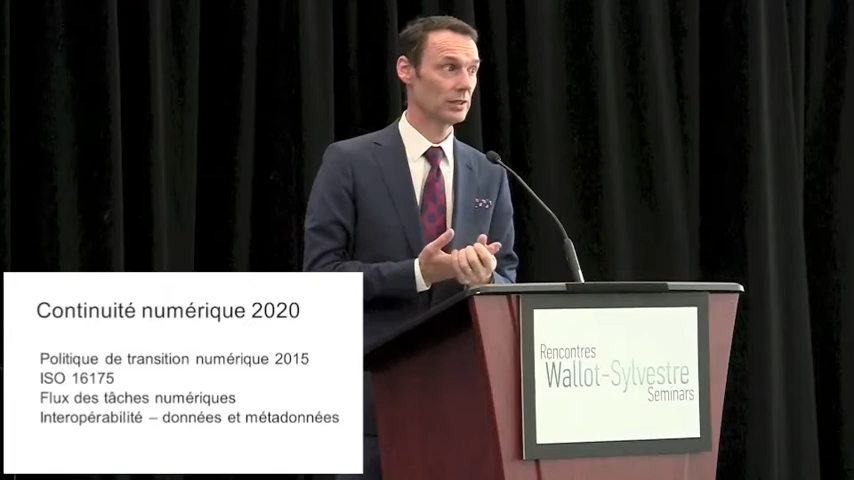 Continuité numérique 2020
Politique de transition numérique 2015
ISO 16175
Flux des tâches numériques
Interopérabilité – données et métadonnées
Rencontres
Wallot-Sylvestre
Seminars